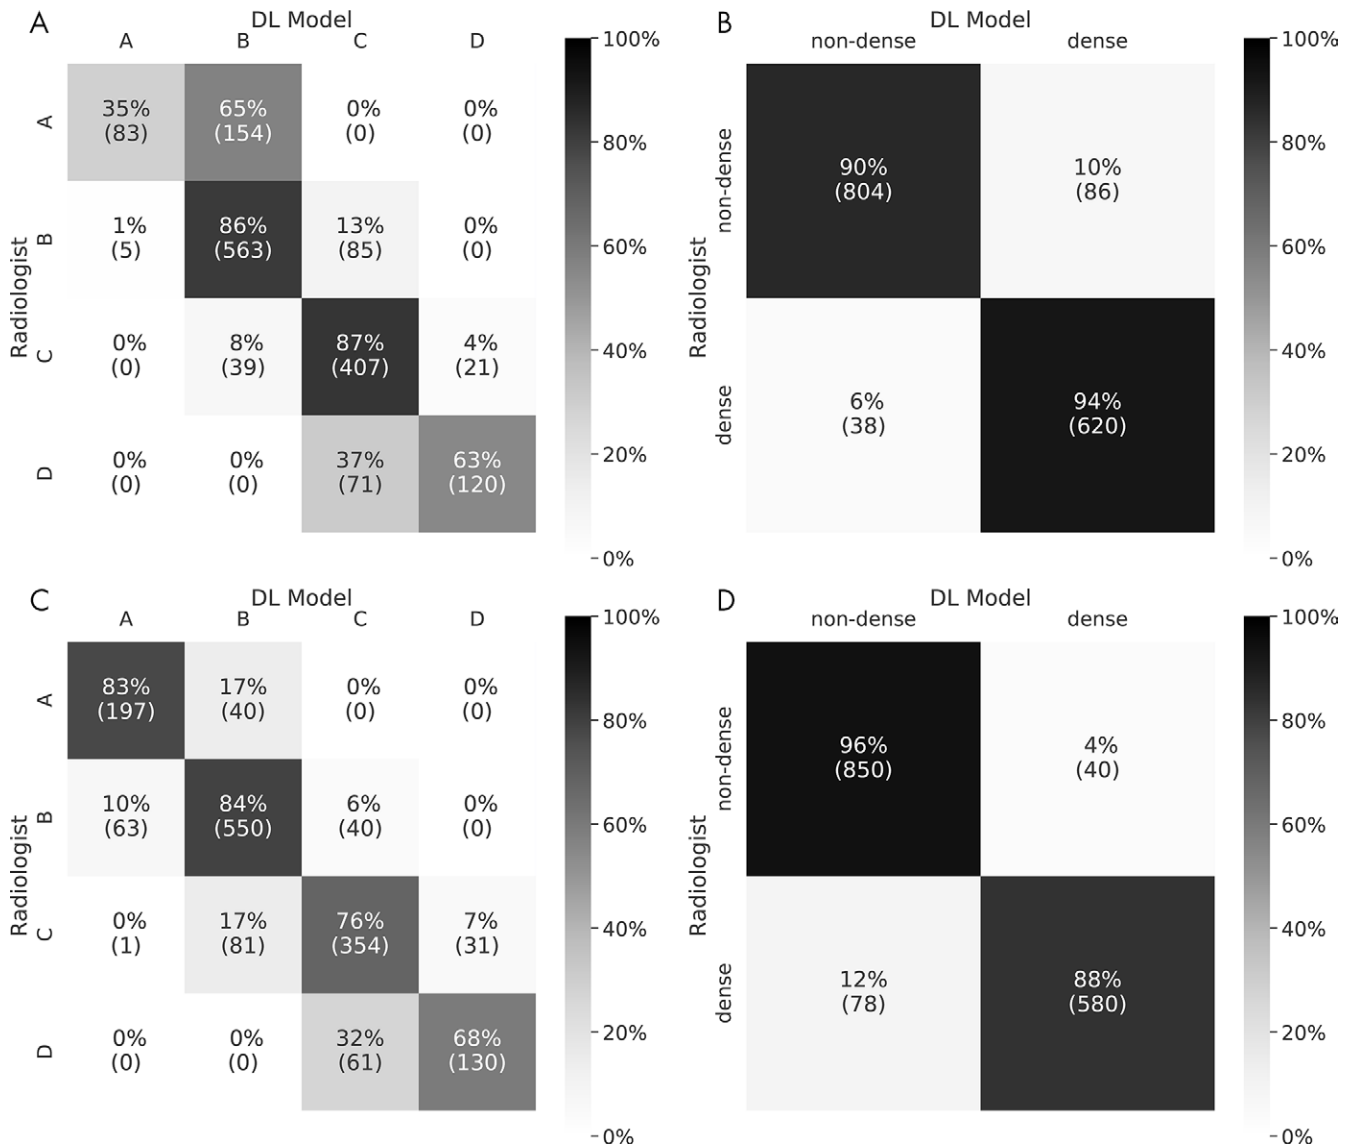 A
DL Model
A B C D
Radiologist
A
35% 65% 0% 0%
(83) (154) (0) (0)
B
1% 86% 13% 0%
(5) (563) (85) (0)
C
0% 8% 87% 4%
(0) (39) (407) (21)
D
0% 0% 37% 63%
(0) (0) (71) (120)
100%
80%
60%
40%
20%
0%
B
DL Model
non-dense dense
Radiologist
non-dense
90% 10%
(804) (86)
dense
6% 94%
(38) (620)
100%
80%
60%
40%
20%
0%
C
DL Model
A B C D
Radiologist
A
83% 17% 0% 0%
(197) (40) (0) (0)
B
10% 84% 6% 0%
(63) (550) (40) (0)
C
0% 17% 76% 7%
(1) (81) (354) (31)
D
0% 0% 32% 68%
(0) (0) (61) (130)
100%
80%
60%
40%
20%
0%
D
DL Model
non-dense dense
Radiologist
non-dense
96% 4%
(850) (40)
dense
12% 88%
(78) (580)
100%
80%
60%
40%
20%
0%